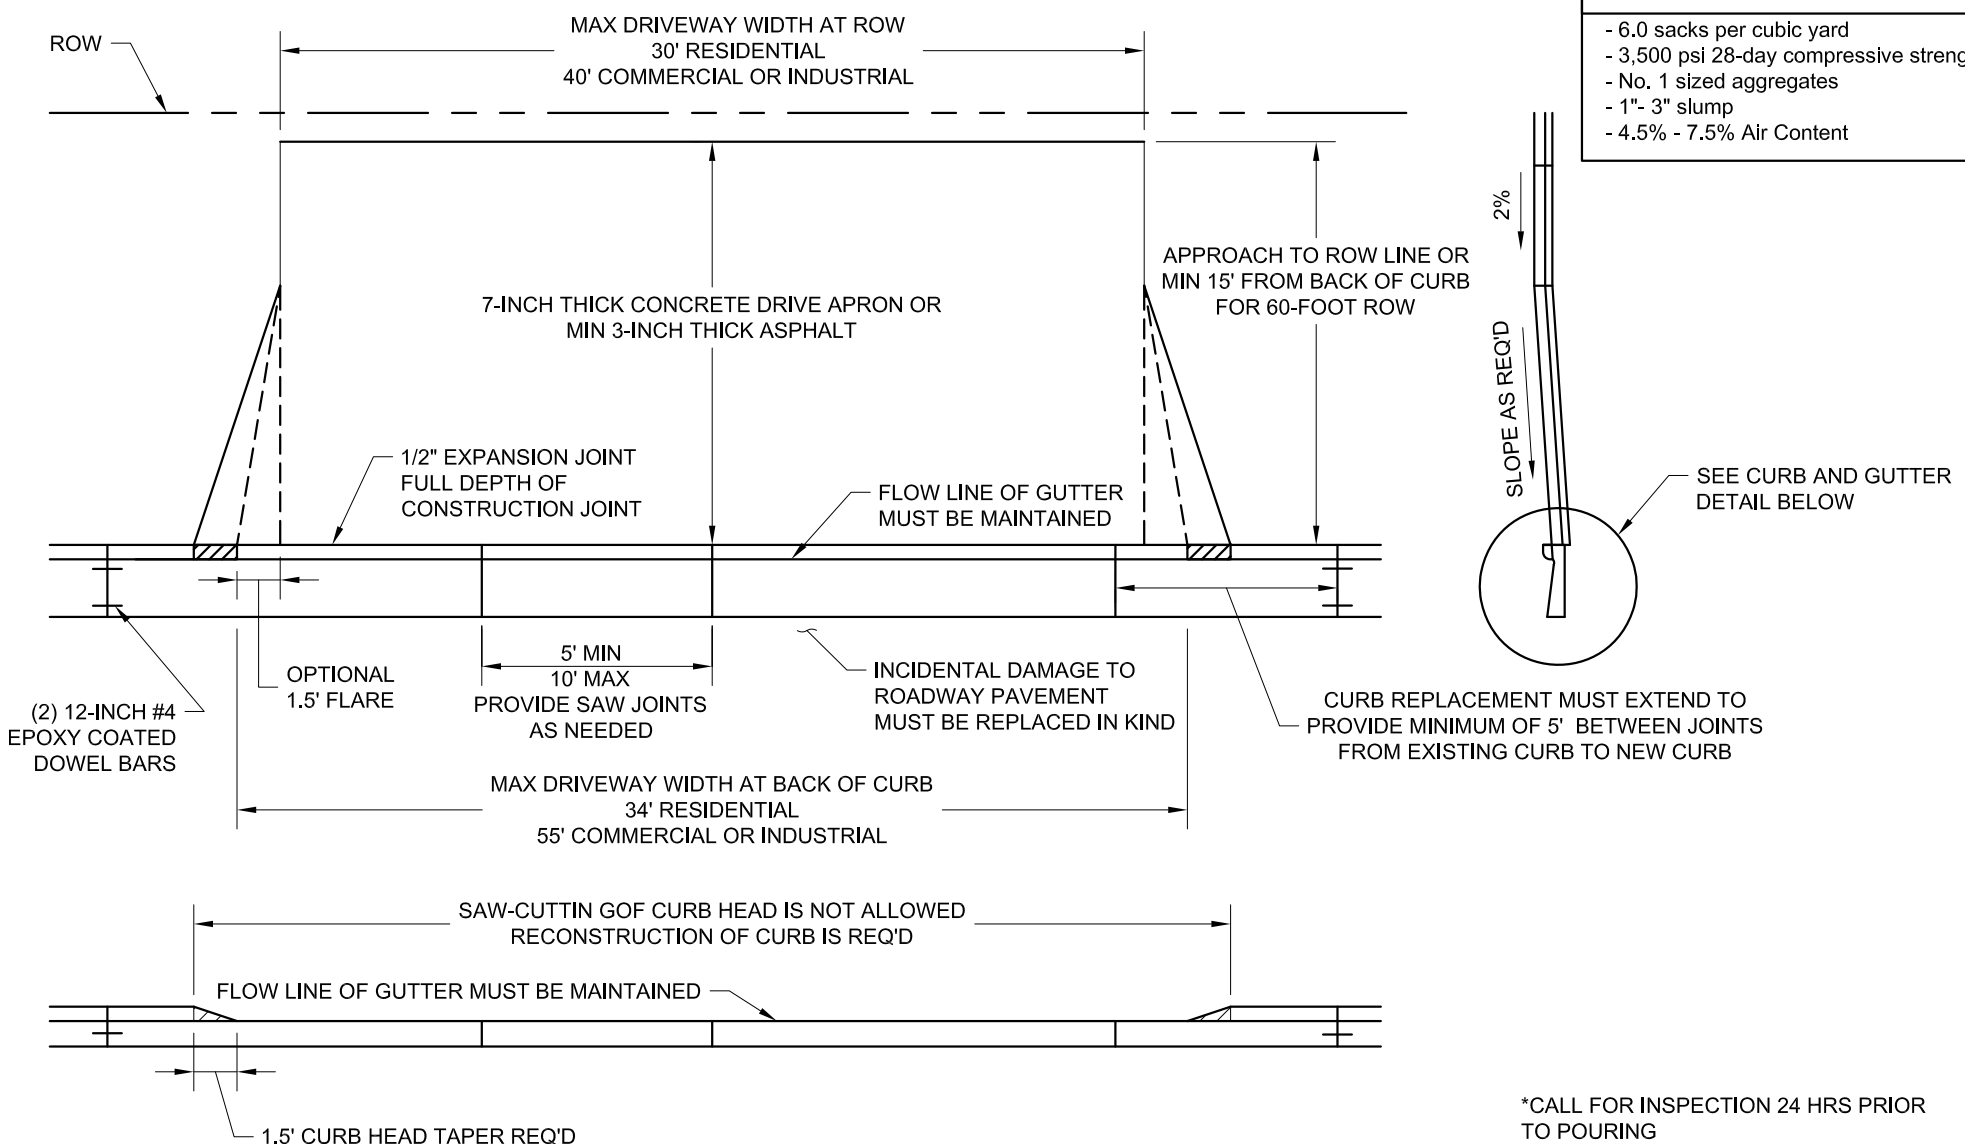 MAX DRIVEWAY WIDTH AT ROW
30' RESIDENTIAL
40' COMMERCIAL OR INDUSTRIAL
ROW
- 6.0 sacks per cubic yard
- 3,500 psi 28-day compressive streng
- No. 1 sized aggregates
- 1"- 3" slump
- 4.5% - 7.5% Air Content
2%
APPROACH TO ROW LINE OR
MIN 15' FROM BACK OF CURB
FOR 60-FOOT ROW
7-INCH THICK CONCRETE DRIVE APRON OR
MIN 3-INCH THICK ASPHALT
SLOPE AS REQ'D
1/2" EXPANSION JOINT
FULL DEPTH OF
CONSTRUCTION JOINT
FLOW LINE OF GUTTER
MUST BE MAINTAINED
SEE CURB AND GUTTER
DETAIL BELOW
OPTIONAL
1.5' FLARE
5' MIN
10' MAX
PROVIDE SAW JOINTS
AS NEEDED
INCIDENTAL DAMAGE TO
ROADWAY PAVEMENT
MUST BE REPLACED IN KIND
(2) 12-INCH #4
EPOXY COATED
DOWEL BARS
CURB REPLACEMENT MUST EXTEND TO
PROVIDE MINIMUM OF 5' BETWEEN JOINTS
FROM EXISTING CURB TO NEW CURB
MAX DRIVEWAY WIDTH AT BACK OF CURB
34' RESIDENTIAL
55' COMMERCIAL OR INDUSTRIAL
SAW-CUTTIN GOF CURB HEAD IS NOT ALLOWED
RECONSTRUCTION OF CURB IS REQ'D
FLOW LINE OF GUTTER MUST BE MAINTAINED
1.5' CURB HEAD TAPER REQ'D
*CALL FOR INSPECTION 24 HRS PRIOR
TO POURING